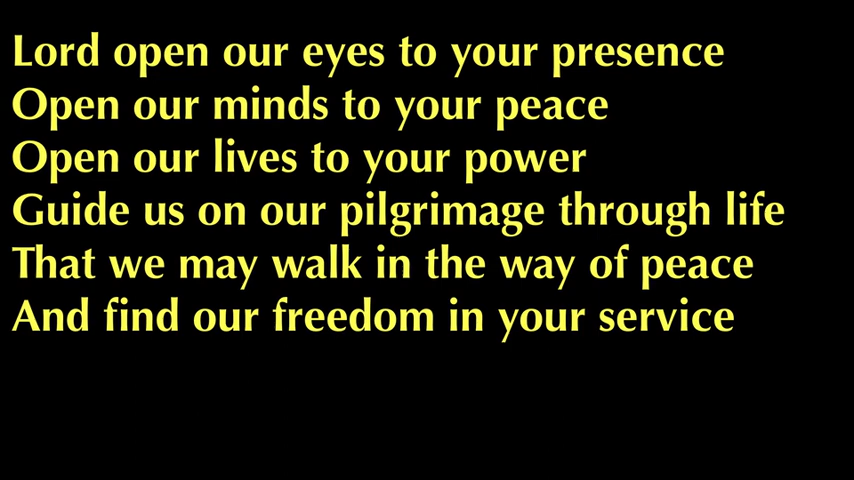 Lord open our eyes to your presence
Open our minds to your peace
Open our lives to your power
Guide us on our pilgrimage through life
That we may walk in the way of peace
And find our freedom in your service